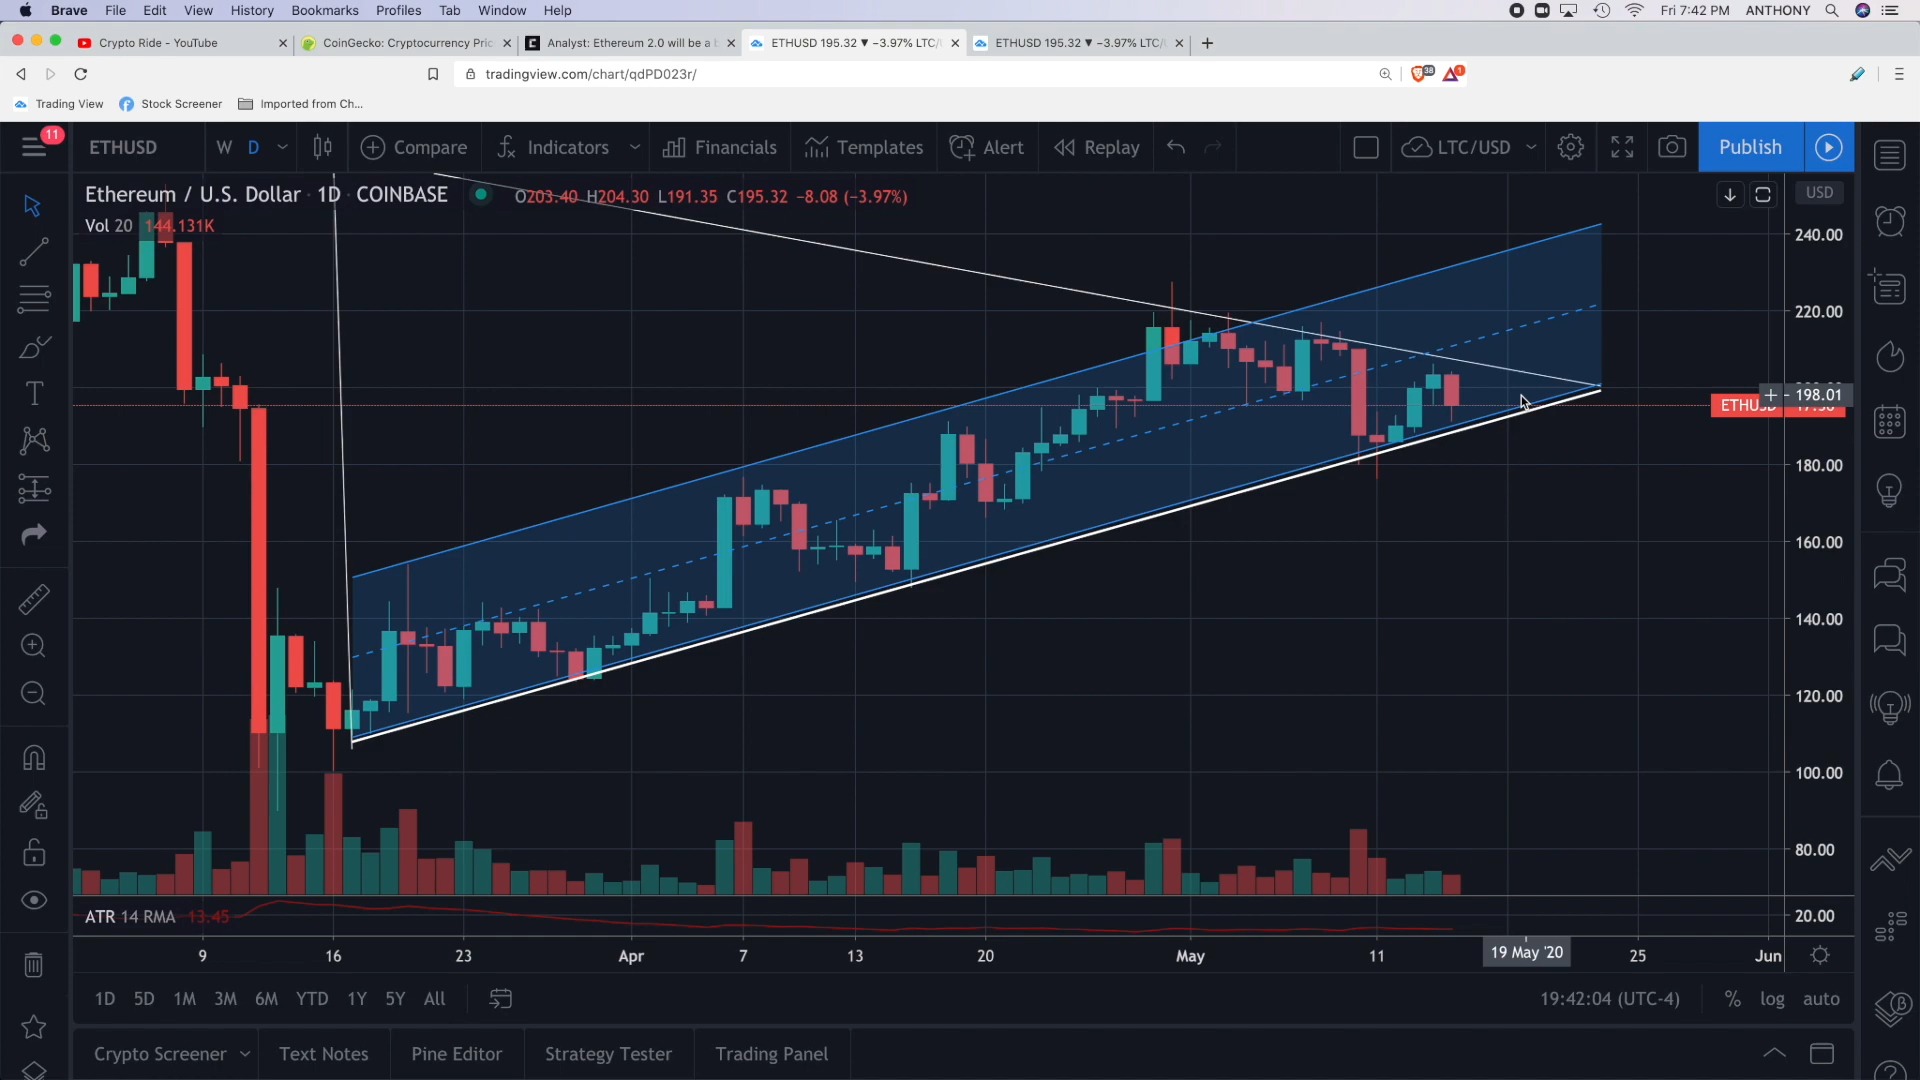 Brave File Edit View History Bookmarks Profiles Tab Window Help Fri 7:42 PM ANTHONY
Crypto Ride - YouTube CoinGecko: Cryptocurrency Pric Analyst: Ethereum 2.0 will be a b ETHUSD 195.32 ▼ −3.97% LTC/ ETHUSD 195.32 ▼ −3.97% LTC/U
tradingview.com/chart/qdPD023r/ 38 1
Trading View Stock Screener Imported from Ch...
11 ETHUSD W D Compare Indicators Financials Templates Alert Replay LTC/USD Publish
Ethereum / U.S. Dollar · 1D · COINBASE O203.40 H204.30 L191.35 C195.32 −8.08 (−3.97%) USD
Vol 20 144.131K
240.00
220.00
+ - 198.01
ETHUSD
180.00
160.00
140.00
120.00
100.00
80.00
ATR 14 RMA 13.45 20.00
9 16 23 Apr 7 13 20 May 11 19 May '20 25 Jun
1D 5D 1M 3M 6M YTD 1Y 5Y All 19:42:04 (UTC-4) % log auto
Crypto Screener Text Notes Pine Editor Strategy Tester Trading Panel